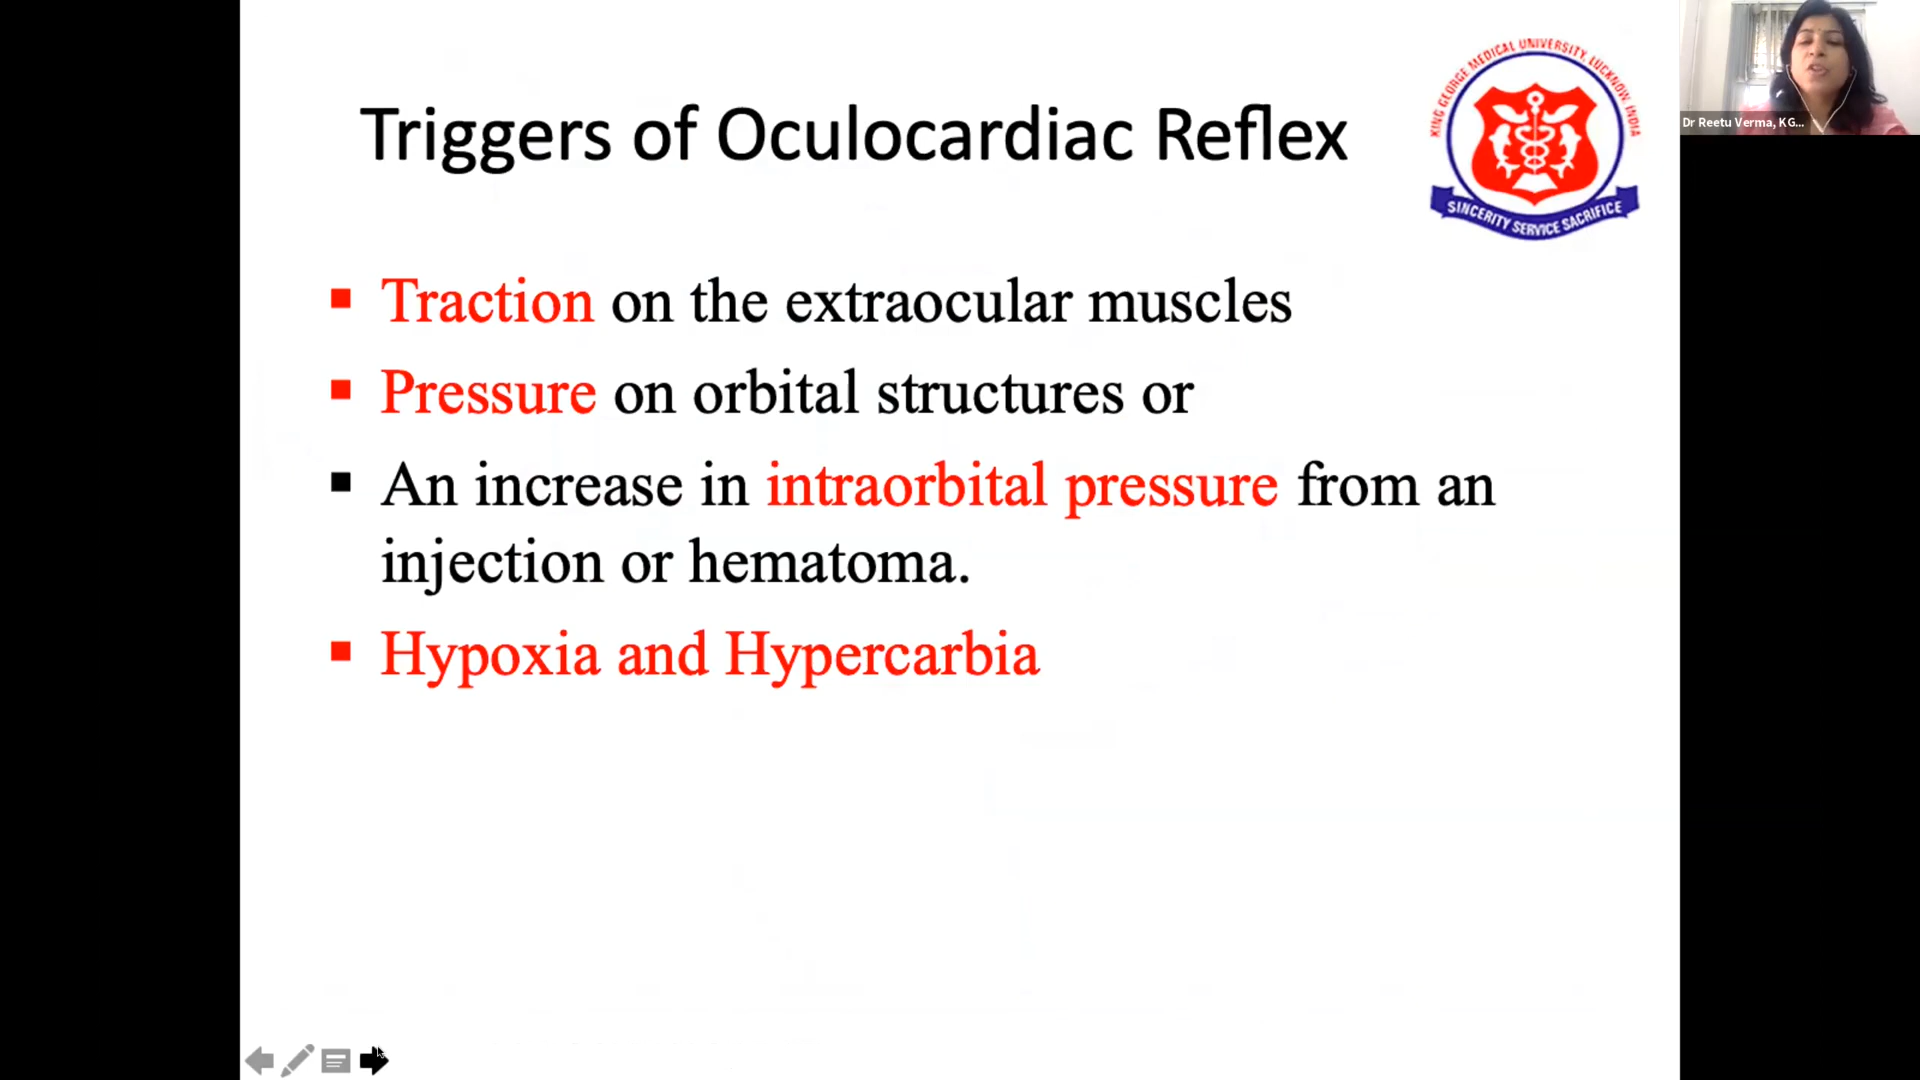 Triggers of Oculocardiac Reflex
KING GEORGE MEDICAL UNIVERSITY, LUCKNOW, INDIA
SINCERITY SERVICE SACRIFICE
Dr Reetu Verma, KG...
Traction on the extraocular muscles
Pressure on orbital structures or
An increase in intraorbital pressure from an
injection or hematoma.
Hypoxia and Hypercarbia